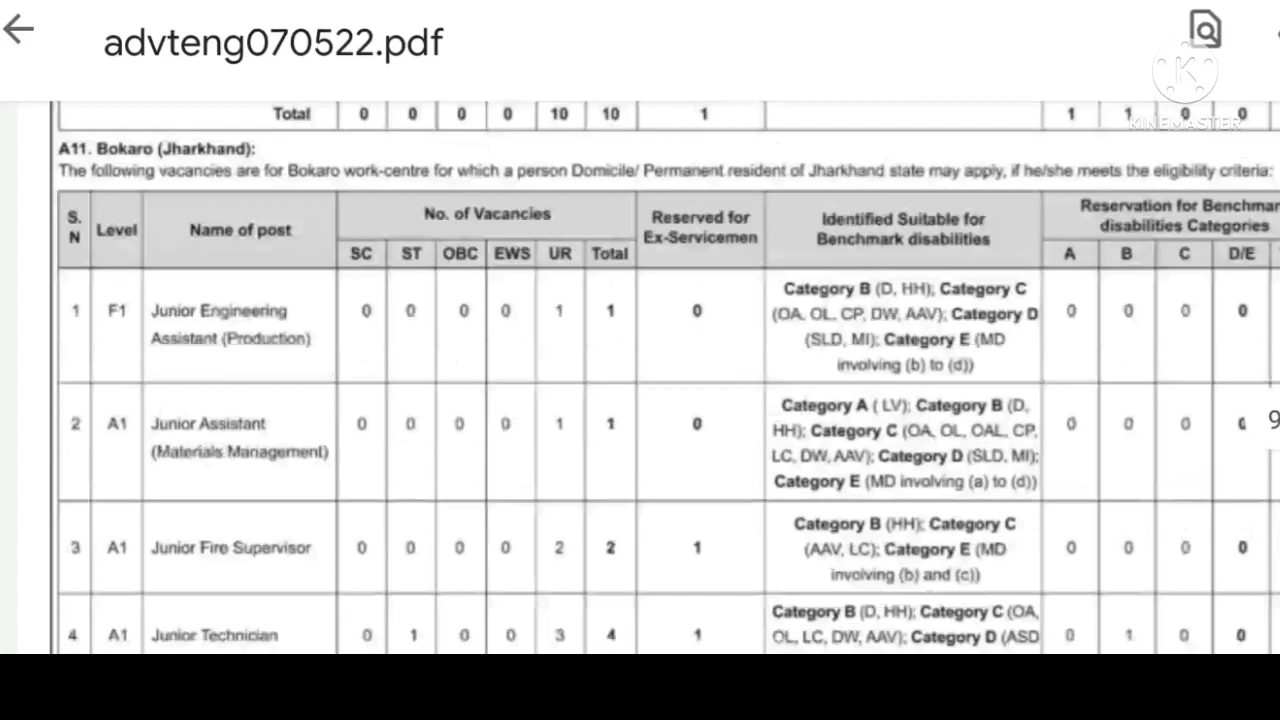 advteng070522.pdf
K
KINEMASTER
Total 0 0 0 0 10 10 1 1 1 0 0
A11. Bokaro (Jharkhand):
The following vacancies are for Bokaro work-centre for which a person Domicile/ Permanent resident of Jharkhand state may apply, if he/she meets the eligibility criteria:
S. N Level Name of post No. of Vacancies Reserved for Ex-Servicemen Identified Suitable for Benchmark disabilities Reservation for Benchmar disabilities Categories
SC ST OBC EWS UR Total A B C D/E
1 F1 Junior Engineering Assistant (Production) 0 0 0 0 1 1 0 Category B (D, HH); Category C (OA, OL, CP, DW, AAV); Category D (SLD, MI); Category E (MD involving (b) to (d)) 0 0 0 0
2 A1 Junior Assistant (Materials Management) 0 0 0 0 1 1 0 Category A ( LV); Category B (D, HH); Category C (OA, OL, OAL, CP, LC, DW, AAV); Category D (SLD, MI); Category E (MD involving (a) to (d)) 0 0 0
9
3 A1 Junior Fire Supervisor 0 0 0 0 2 2 1 Category B (HH); Category C (AAV, LC); Category E (MD involving (b) and (c)) 0 0 0 0
4 A1 Junior Technician 0 1 0 0 3 4 1 Category B (D, HH); Category C (OA, OL, LC, DW, AAV); Category D (ASD 0 1 0 0